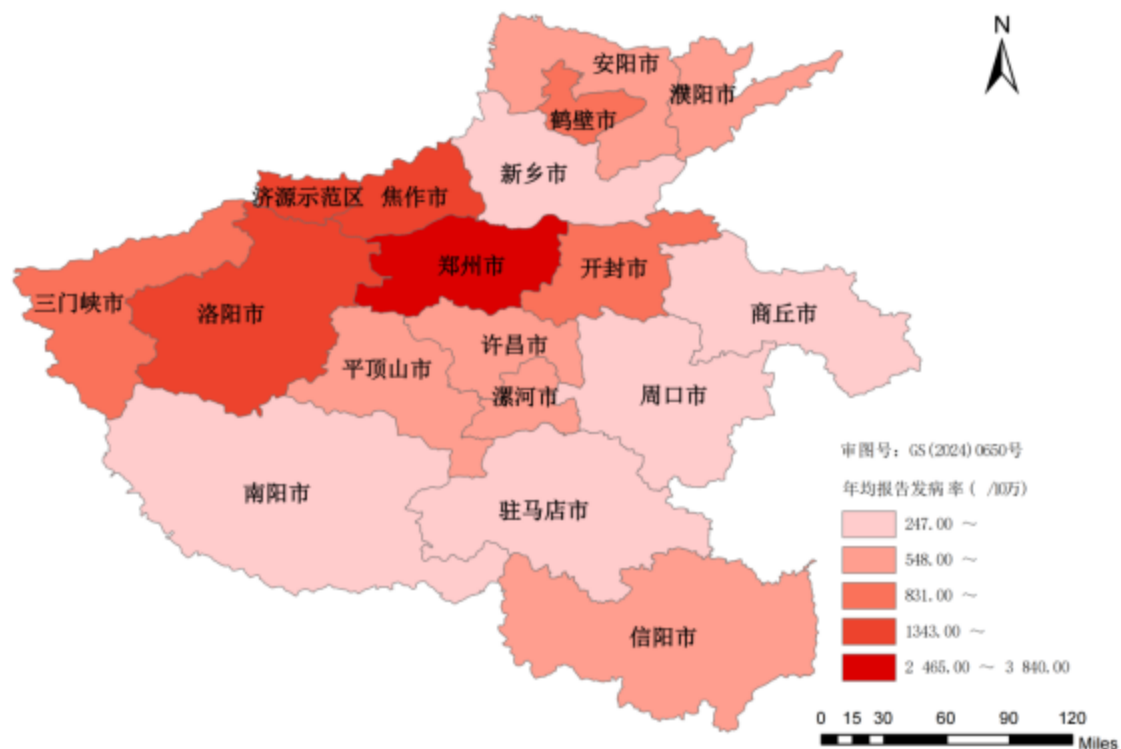 N
安阳市
濮阳市
鹤壁市
新乡市
济源示范区
焦作市
郑州市
开封市
三门峡市
洛阳市
商丘市
许昌市
平顶山市
漯河市
周口市
南阳市
驻马店市
信阳市
审图号: GS(2024)0650号
年均报告发病率( /10万)
247.00 ～
548.00 ～
831.00 ～
1343.00 ～
2 465.00 ～ 3 840.00
0 15 30 60 90 120
Miles